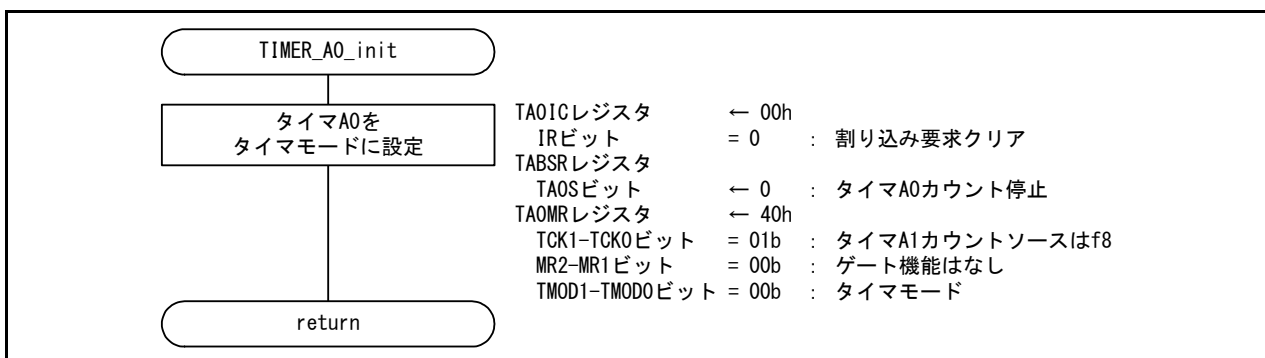 TIMER_A0_init
タイマA0を
タイマモードに設定
TA0ICレジスタ ← 00h
IRビット = 0 : 割り込み要求クリア
TABSRレジスタ
TA0Sビット ← 0 : タイマA0カウント停止
TA0MRレジスタ ← 40h
TCK1-TCK0ビット = 01b : タイマA1カウントソースはf8
MR2-MR1ビット = 00b : ゲート機能はなし
TMOD1-TMOD0ビット = 00b : タイマモード
return